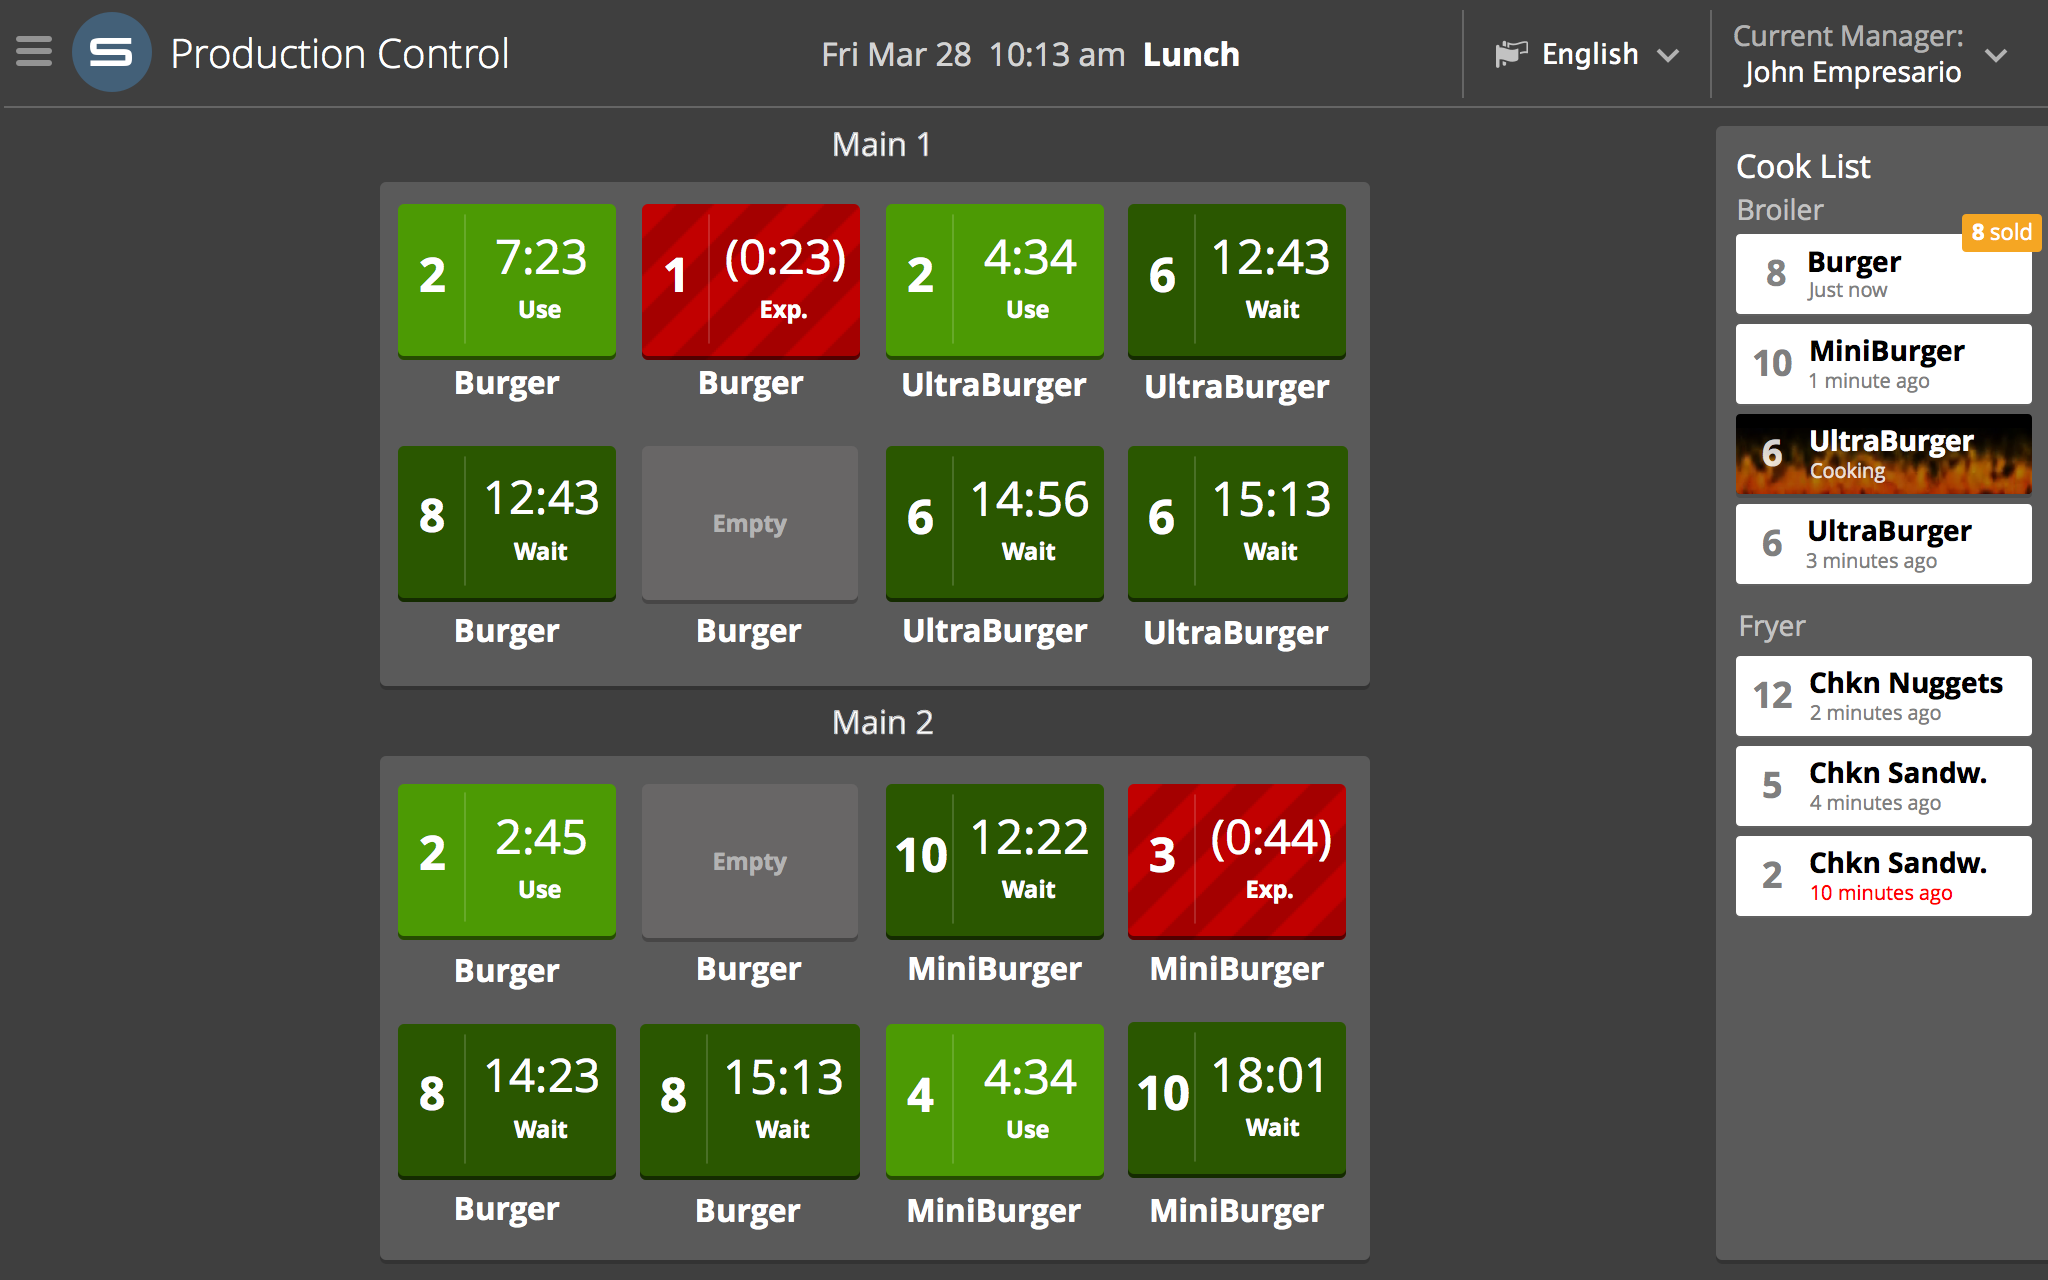 S Production Control
Fri Mar 28 10:13 am Lunch
English
Current Manager:
John Empresario
Main 1
2 7:23 Use
Burger
1 (0:23) Exp.
Burger
2 4:34 Use
UltraBurger
6 12:43 Wait
UltraBurger
8 12:43 Wait
Burger
Empty
Burger
6 14:56 Wait
UltraBurger
6 15:13 Wait
UltraBurger
Main 2
2 2:45 Use
Burger
Empty
Burger
10 12:22 Wait
MiniBurger
3 (0:44) Exp.
MiniBurger
8 14:23 Wait
Burger
8 15:13 Wait
Burger
4 4:34 Use
MiniBurger
10 18:01 Wait
MiniBurger
Cook List
Broiler
8 sold
8 Burger
Just now
10 MiniBurger
1 minute ago
6 UltraBurger
Cooking
6 UltraBurger
3 minutes ago
Fryer
12 Chkn Nuggets
2 minutes ago
5 Chkn Sandw.
4 minutes ago
2 Chkn Sandw.
10 minutes ago